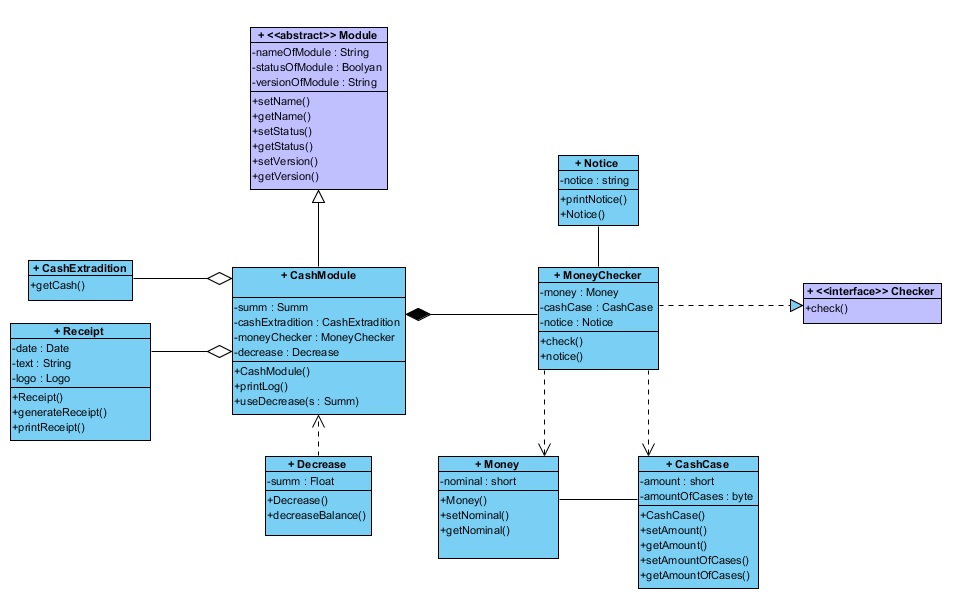 + <<abstract>> Module
-nameOfModule : String
-statusOfModule : Boolyan
-versionOfModule : String
+setName()
+getName()
+setStatus()
+getStatus()
+setVersion()
+getVersion()
+ Notice
-notice : string
+printNotice()
+Notice()
+ CashExtradition
+getCash()
+ CashModule
-summ : Summ
-cashExtradition : CashExtradition
-moneyChecker : MoneyChecker
-decrease : Decrease
+CashModule()
+printLog()
+useDecrease(s : Summ)
+ MoneyChecker
-money : Money
-cashCase : CashCase
-notice : Notice
+check()
+notice()
+ <<interface>> Checker
+check()
+ Receipt
-date : Date
-text : String
-logo : Logo
+Receipt()
+generateReceipt()
+printReceipt()
+ Decrease
-summ : Float
+Decrease()
+decreaseBalance()
+ Money
-nominal : short
+Money()
+setNominal()
+getNominal()
+ CashCase
-amount : short
-amountOfCases : byte
+CashCase()
+setAmount()
+getAmount()
+setAmountOfCases()
+getAmountOfCases()